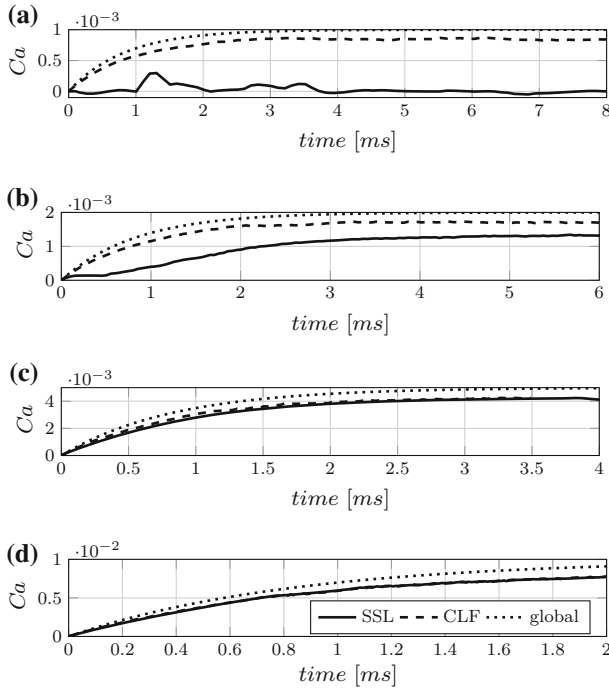 (a)
·10⁻³
1
0.5
0
Ca
0 1 2 3 4 5 6 7 8
time [ms]
(b)
·10⁻³
2
1
0
Ca
0 1 2 3 4 5 6
time [ms]
(c)
·10⁻³
4
2
0
Ca
0 0.5 1 1.5 2 2.5 3 3.5 4
time [ms]
(d)
·10⁻²
1
0.5
0
Ca
SSL CLF global
0 0.2 0.4 0.6 0.8 1 1.2 1.4 1.6 1.8 2
time [ms]